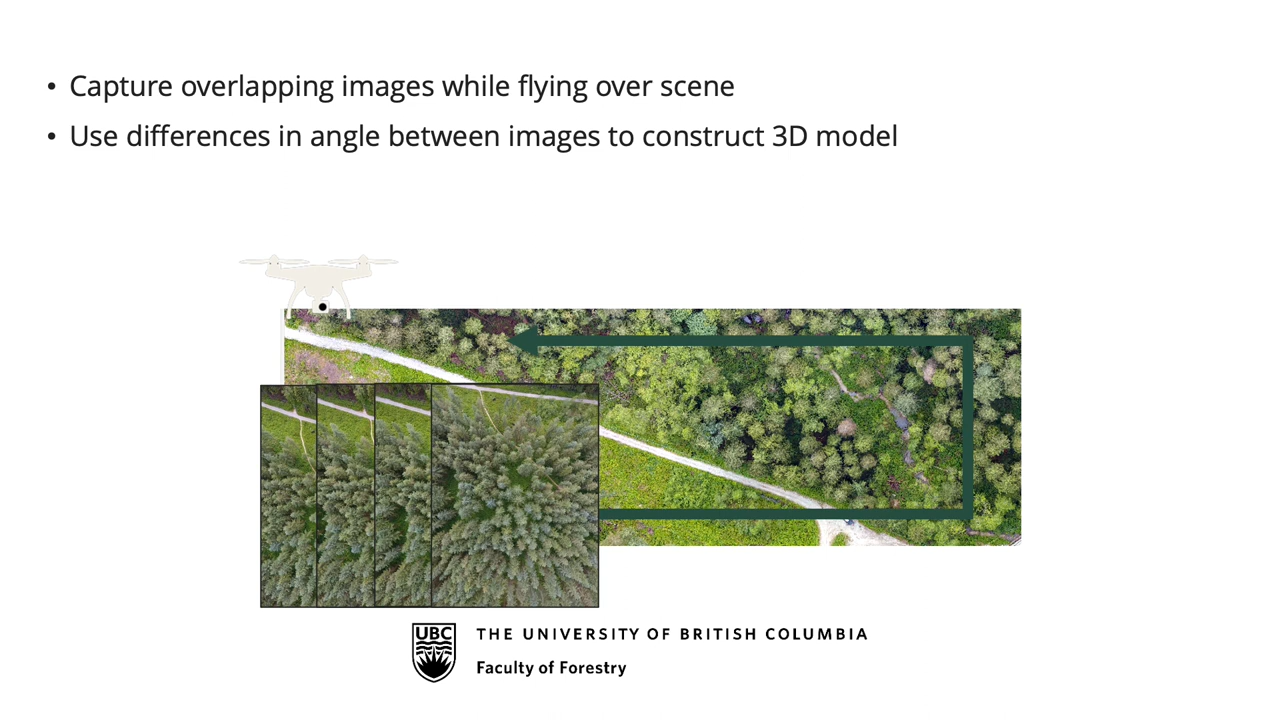 • Capture overlapping images while flying over scene
• Use differences in angle between images to construct 3D model
UBC
THE UNIVERSITY OF BRITISH COLUMBIA
Faculty of Forestry